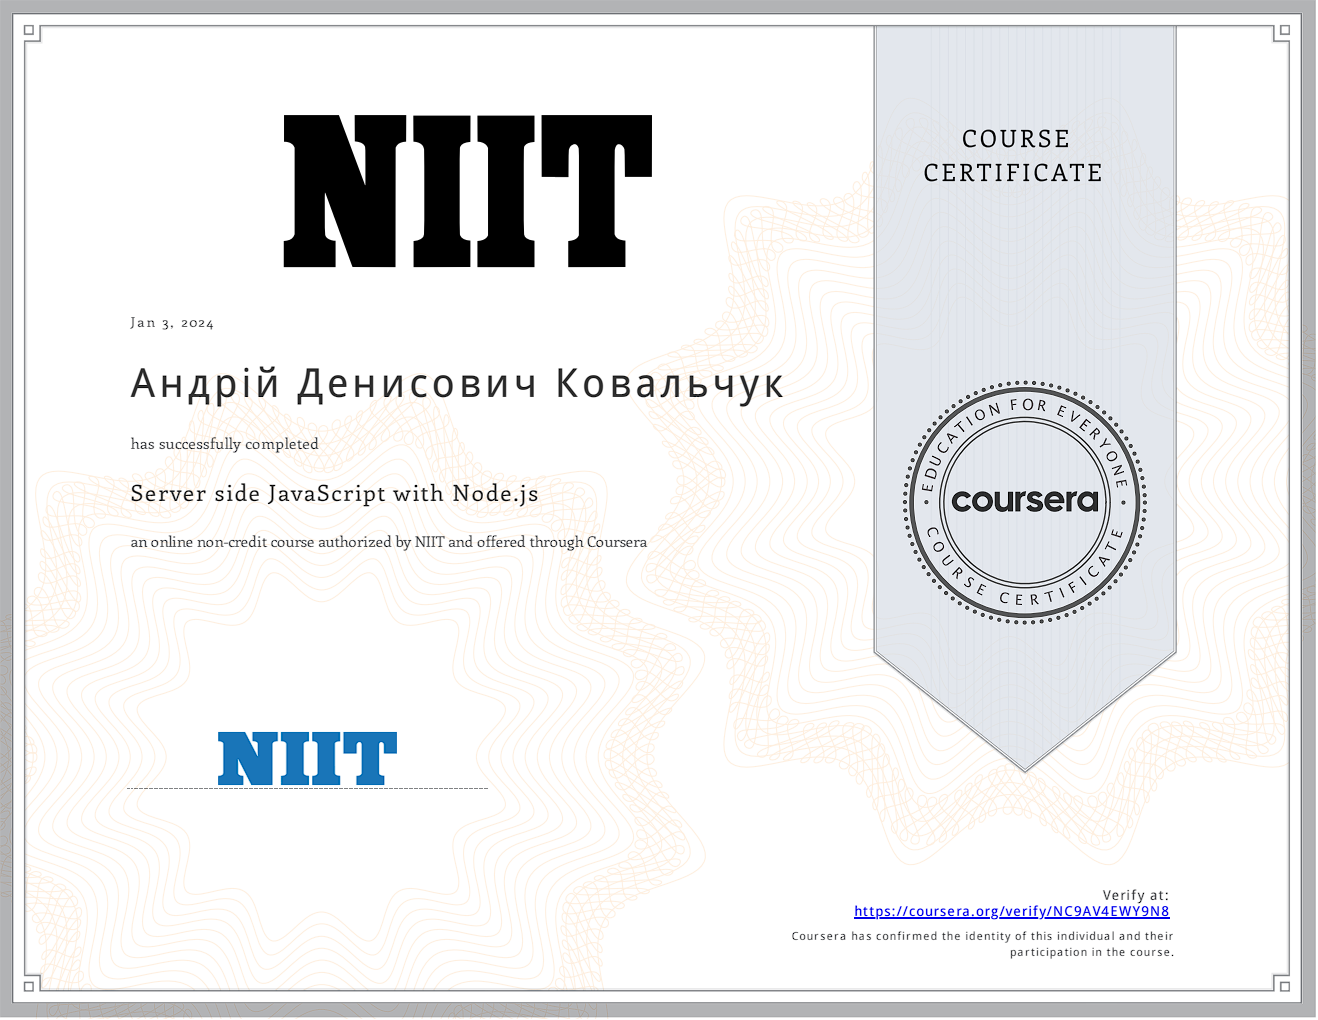 NIIT
COURSE
CERTIFICATE
Jan 3, 2024
Андрій Денисович Ковальчук
has successfully completed
Server side JavaScript with Node.js
an online non-credit course authorized by NIIT and offered through Coursera
EDUCATION FOR EVERYONE
coursera
COURSE CERTIFICATE
NIIT
Verify at:
https://coursera.org/verify/NC9AV4EWY9N8
Coursera has confirmed the identity of this individual and their
participation in the course.